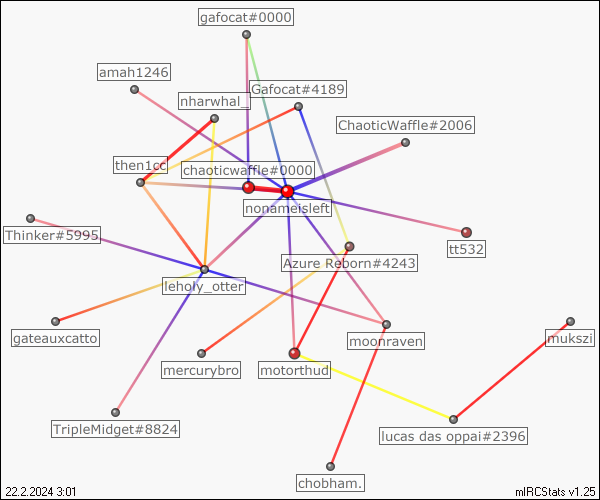 gafocat#0000
amah1246
Gafocat#4189
nharwhal_
ChaoticWaffle#2006
then1cc
chaoticwaffle#0000
nonameisleft
Thinker#5995
tt532
Azure Reborn#4243
leholy_otter
gateauxcatto
moonraven
mukszi
mercurybro
motorthud
TripleMidget#8824
lucas das oppai#2396
chobham.
22.2.2024 3:01
mIRCStats v1.25